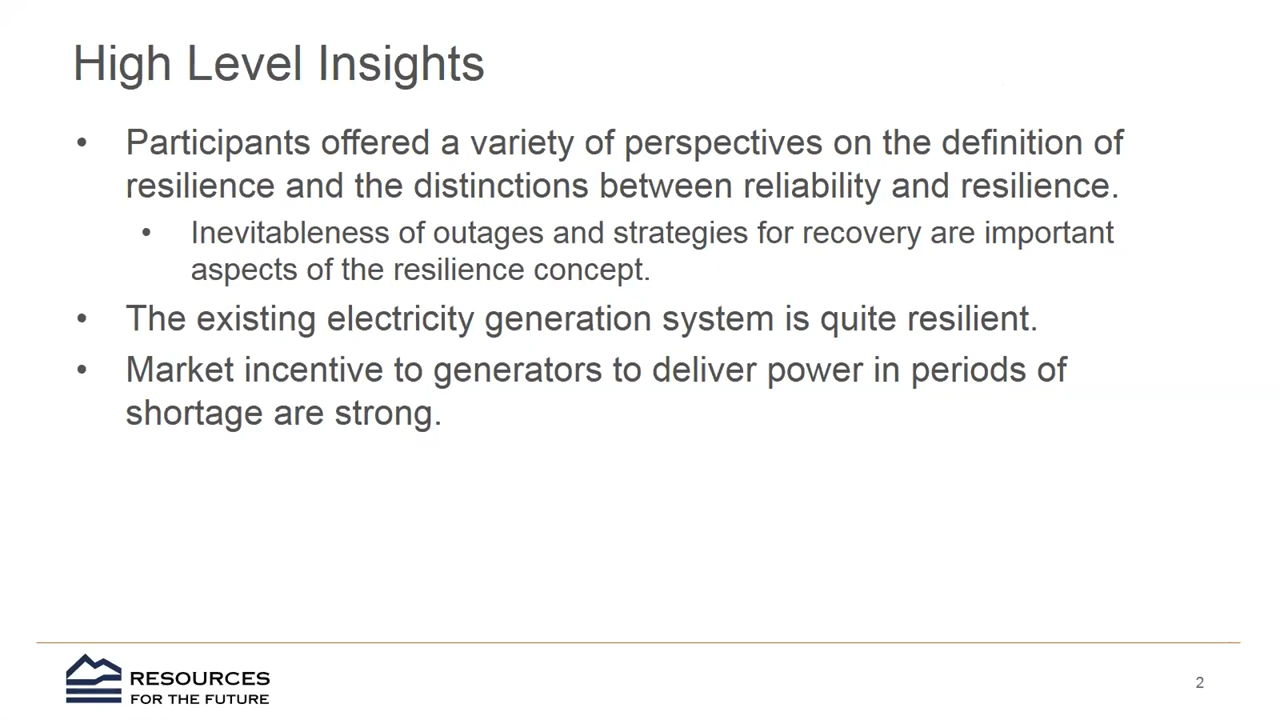 High Level Insights
• Participants offered a variety of perspectives on the definition of
resilience and the distinctions between reliability and resilience.
• Inevitableness of outages and strategies for recovery are important
aspects of the resilience concept.
• The existing electricity generation system is quite resilient.
• Market incentive to generators to deliver power in periods of
shortage are strong.
RESOURCES
FOR THE FUTURE
2